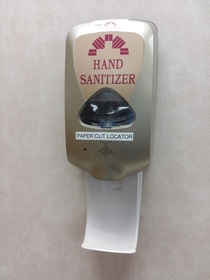 HAND
SANITIZER
PAPER CUT LOCATOR